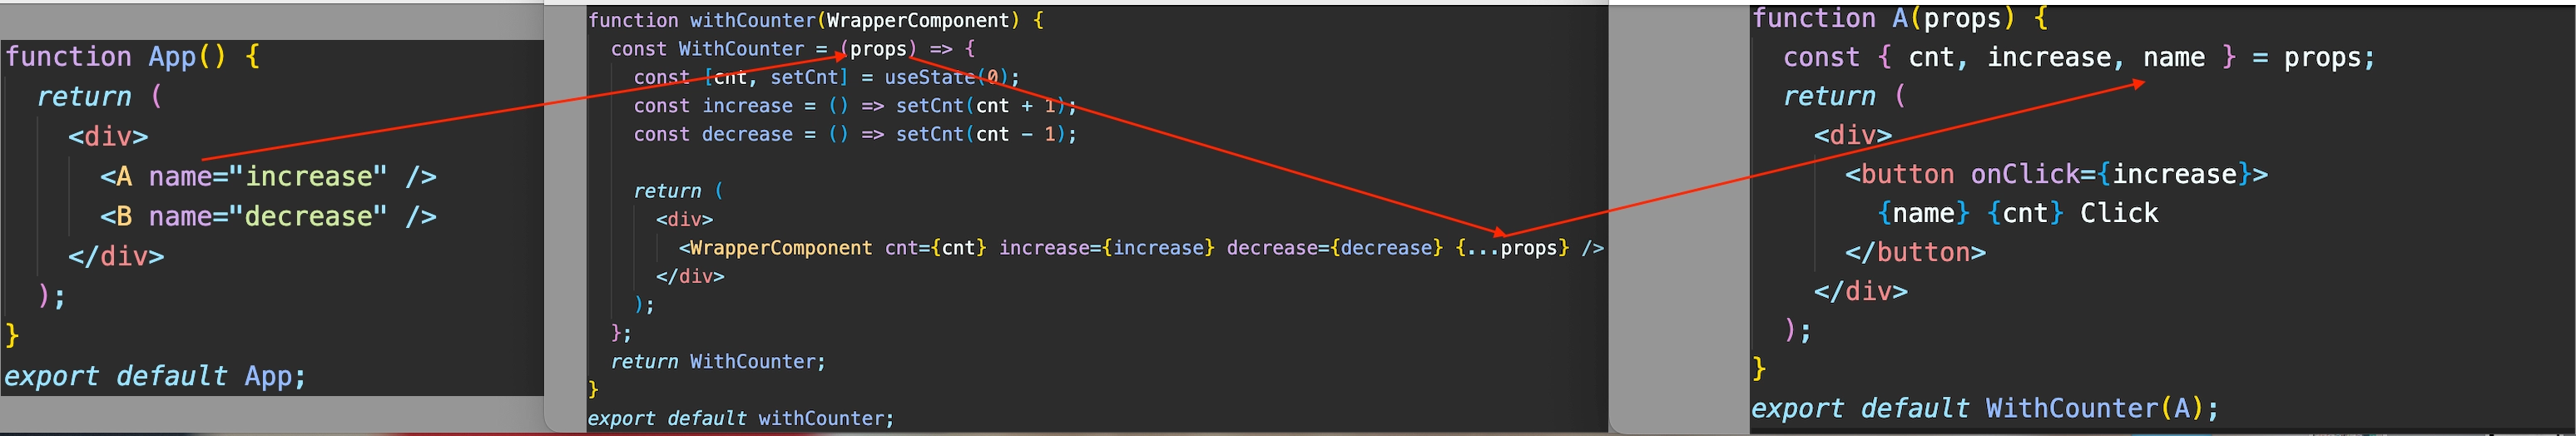 function App() {
  return (
    <div>
      <A name="increase" />
      <B name="decrease" />
    </div>
  );
}
export default App;
function withCounter(WrapperComponent) {
  const WithCounter = (props) => {
    const [cnt, setCnt] = useState(0);
    const increase = () => setCnt(cnt + 1);
    const decrease = () => setCnt(cnt - 1);

    return (
      <div>
        <WrapperComponent cnt={cnt} increase={increase} decrease={decrease} {...props} />
      </div>
    );
  };
  return WithCounter;
}
export default withCounter;
function A(props) {
  const { cnt, increase, name } = props;
  return (
    <div>
      <button onClick={increase}>
        {name} {cnt} Click
      </button>
    </div>
  );
}
export default WithCounter(A);